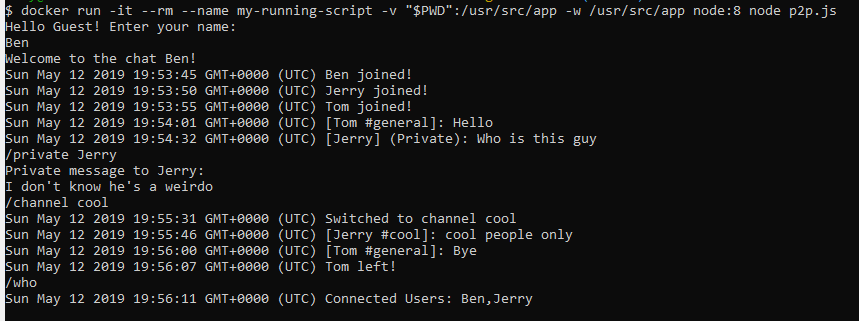 $ docker run -it --rm --name my-running-script -v "$PWD":/usr/src/app -w /usr/src/app node:8 node p2p.js
Hello Guest! Enter your name:
Ben
Welcome to the chat Ben!
Sun May 12 2019 19:53:45 GMT+0000 (UTC) Ben joined!
Sun May 12 2019 19:53:50 GMT+0000 (UTC) Jerry joined!
Sun May 12 2019 19:53:55 GMT+0000 (UTC) Tom joined!
Sun May 12 2019 19:54:01 GMT+0000 (UTC) [Tom #general]: Hello
Sun May 12 2019 19:54:32 GMT+0000 (UTC) [Jerry] (Private): Who is this guy
/private Jerry
Private message to Jerry:
I don't know he's a weirdo
/channel cool
Sun May 12 2019 19:55:31 GMT+0000 (UTC) Switched to channel cool
Sun May 12 2019 19:55:46 GMT+0000 (UTC) [Jerry #cool]: cool people only
Sun May 12 2019 19:56:00 GMT+0000 (UTC) [Tom #general]: Bye
Sun May 12 2019 19:56:07 GMT+0000 (UTC) Tom left!
/who
Sun May 12 2019 19:56:11 GMT+0000 (UTC) Connected Users: Ben,Jerry